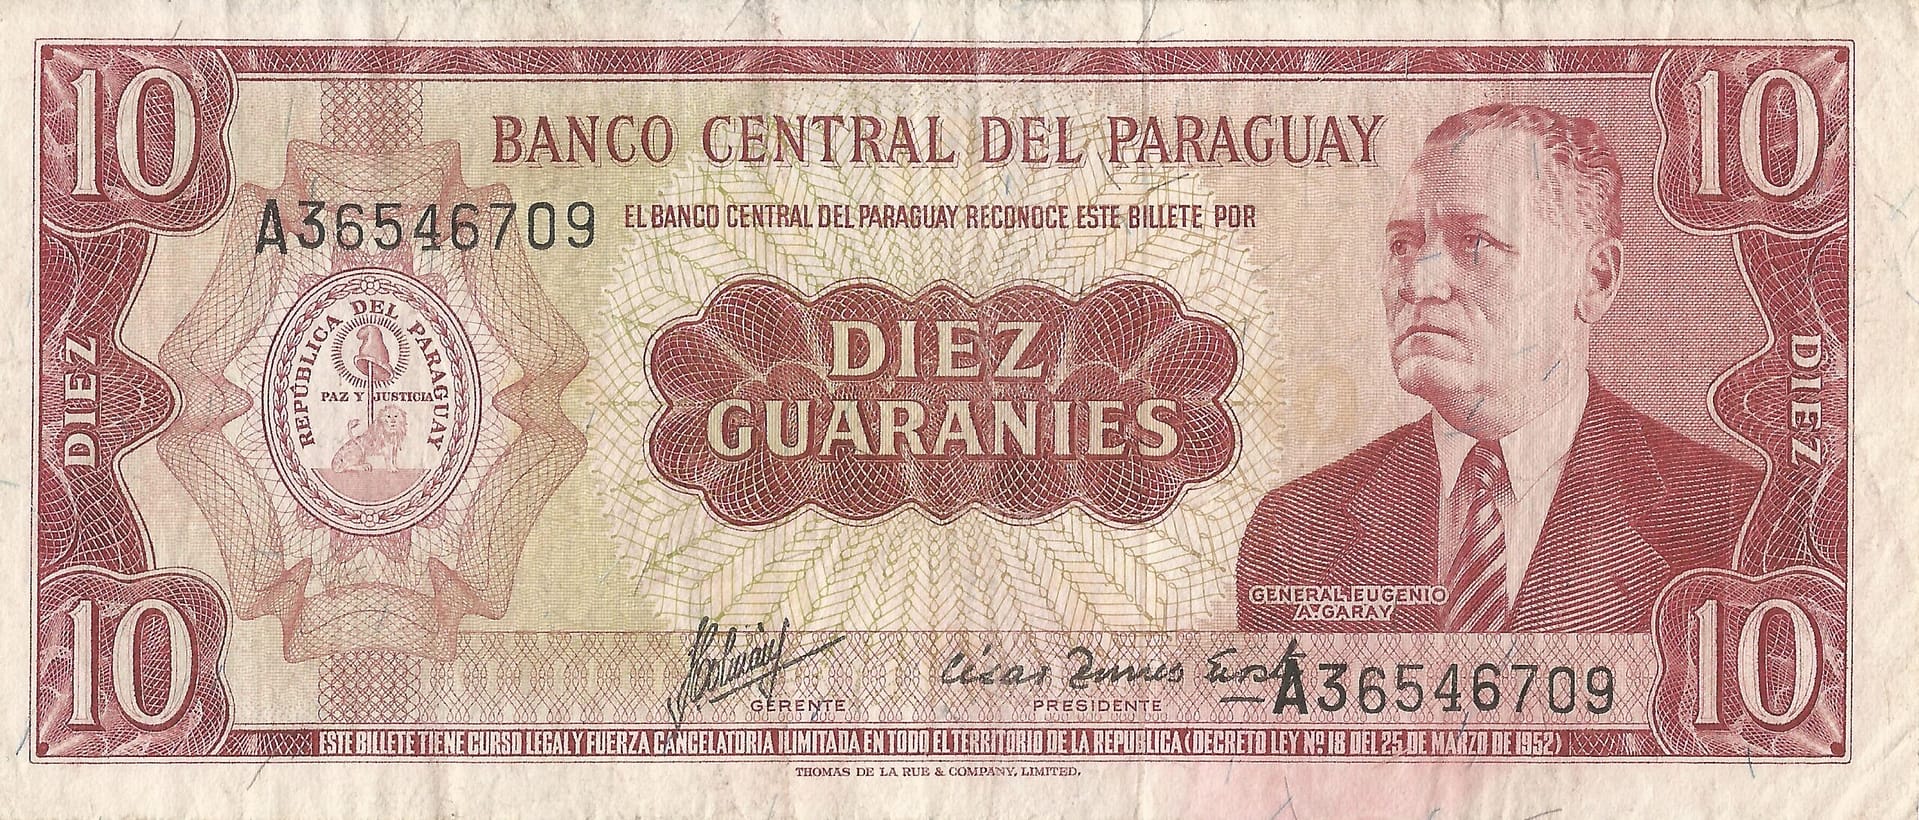 10
10
BANCO CENTRAL DEL PARAGUAY
A36546709
EL BANCO CENTRAL DEL PARAGUAY RECONOCE ESTE BILLETE POR
REPÚBLICA DEL PARAGUAY
PAZ Y JUSTICIA
DIEZ
DIEZ
GUARANIES
DIEZ
GENERAL EUGENIO
A. GARAY
10
10
A36546709
GERENTE
PRESIDENTE
ESTE BILLETE TIENE CURSO LEGAL Y FUERZA CANCELATORIA ILIMITADA EN TODO EL TERRITORIO DE LA REPUBLICA (DECRETO LEY Nº 18 DEL 25 DE MARZO DE 1952)
THOMAS DE LA RUE & COMPANY, LIMITED.